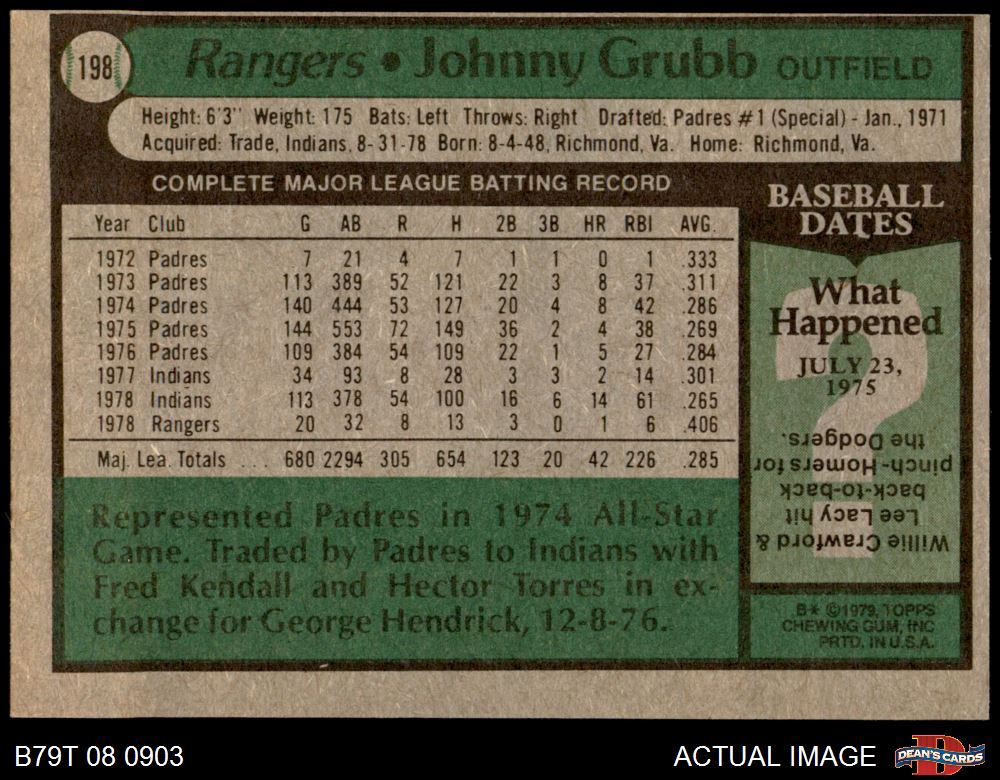 198
Rangers • Johnny Grubb OUTFIELD
Height: 6'3" Weight: 175 Bats: Left Throws: Right Drafted: Padres #1 (Special) - Jan., 1971
Acquired: Trade, Indians, 8-31-78 Born: 8-4-48, Richmond, Va. Home: Richmond, Va.
COMPLETE MAJOR LEAGUE BATTING RECORD
Year Club G AB R H 2B 3B HR RBI AVG.
1972 Padres 7 21 4 7 1 1 0 1 .333
1973 Padres 113 389 52 121 22 3 8 37 .311
1974 Padres 140 444 53 127 20 4 8 42 .286
1975 Padres 144 553 72 149 36 2 4 38 .269
1976 Padres 109 384 54 109 22 1 5 27 .284
1977 Indians 34 93 8 28 3 3 2 14 .301
1978 Indians 113 378 54 100 16 6 14 61 .265
1978 Rangers 20 32 8 13 3 0 1 6 .406
Maj. Lea. Totals ... 680 2294 305 654 123 20 42 226 .285
Represented Padres in 1974 All-Star
Game. Traded by Padres to Indians with
Fred Kendall and Hector Torres in ex-
change for George Hendrick, 12-8-76.
BASEBALL
DATES
?
What
Happened
JULY 23,
1975
Willie Crawford &
Lee Lacy hit
back-to-back
pinch-Homers for
the Dodgers.
B* ©1979, TOPPS
CHEWING GUM, INC
PRTD. IN U.S.A.
B79T 08 0903
ACTUAL IMAGE
D
DEAN'S CARDS